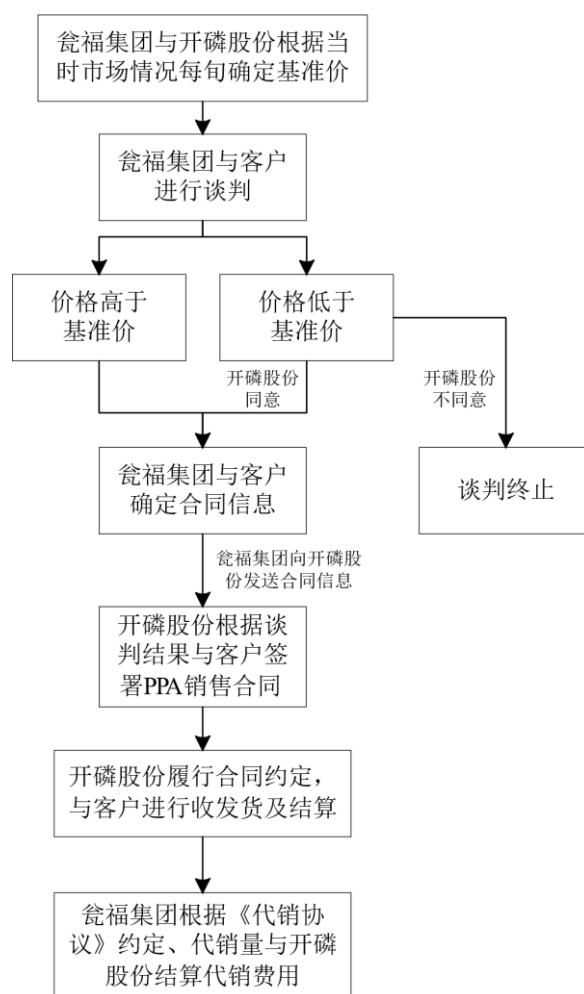 瓮福集团与开磷股份根据当
时市场情况每旬确定基准价
瓮福集团与客户
进行谈判
价格高于
基准价
价格低于
基准价
开磷股份
同意
开磷股份
不同意
瓮福集团与客户
确定合同信息
谈判终止
瓮福集团向开磷股
份发送合同信息
开磷股份根据谈
判结果与客户签
署PPA销售合同
开磷股份履行合同约定，
与客户进行收发货及结算
瓮福集团根据《代销协
议》约定、代销量与开磷
股份结算代销费用